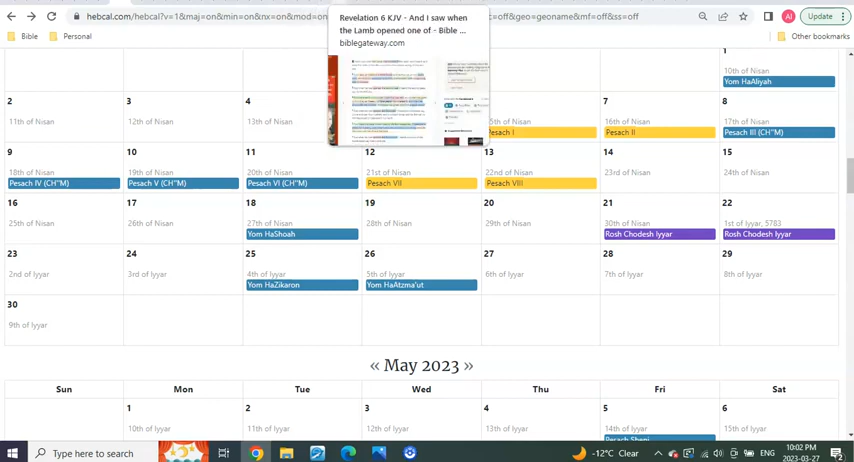 hebcal.com/hebcal?v=1&maj=on&min=on&nx=on&mod=on
c=off&geo=geoname&mf=off&ss=off
AI
Update
Bible
Personal
Other bookmarks
Revelation 6 KJV - And I saw when
the Lamb opened one of - Bible ...
biblegateway.com
1
10th of Nisan
Yom HaAliyah
2
11th of Nisan
3
12th of Nisan
4
13th of Nisan
15th of Nisan
Pesach I
7
16th of Nisan
Pesach II
8
17th of Nisan
Pesach III (CH''M)
9
18th of Nisan
Pesach IV (CH''M)
10
19th of Nisan
Pesach V (CH''M)
11
20th of Nisan
Pesach VI (CH''M)
12
21st of Nisan
Pesach VII
13
22nd of Nisan
Pesach VIII
14
23rd of Nisan
15
24th of Nisan
16
25th of Nisan
17
26th of Nisan
18
27th of Nisan
Yom HaShoah
19
28th of Nisan
20
29th of Nisan
21
30th of Nisan
Rosh Chodesh Iyyar
22
1st of Iyyar, 5783
Rosh Chodesh Iyyar
23
2nd of Iyyar
24
3rd of Iyyar
25
4th of Iyyar
Yom HaZikaron
26
5th of Iyyar
Yom HaAtzma'ut
27
6th of Iyyar
28
7th of Iyyar
29
8th of Iyyar
30
9th of Iyyar
« May 2023 »
Sun Mon Tue Wed Thu Fri Sat
1
10th of Iyyar
2
11th of Iyyar
3
12th of Iyyar
4
13th of Iyyar
5
14th of Iyyar
Pesach Sheni
6
15th of Iyyar
Type here to search
-12°C Clear
ENG
10:02 PM
2023-03-27
2